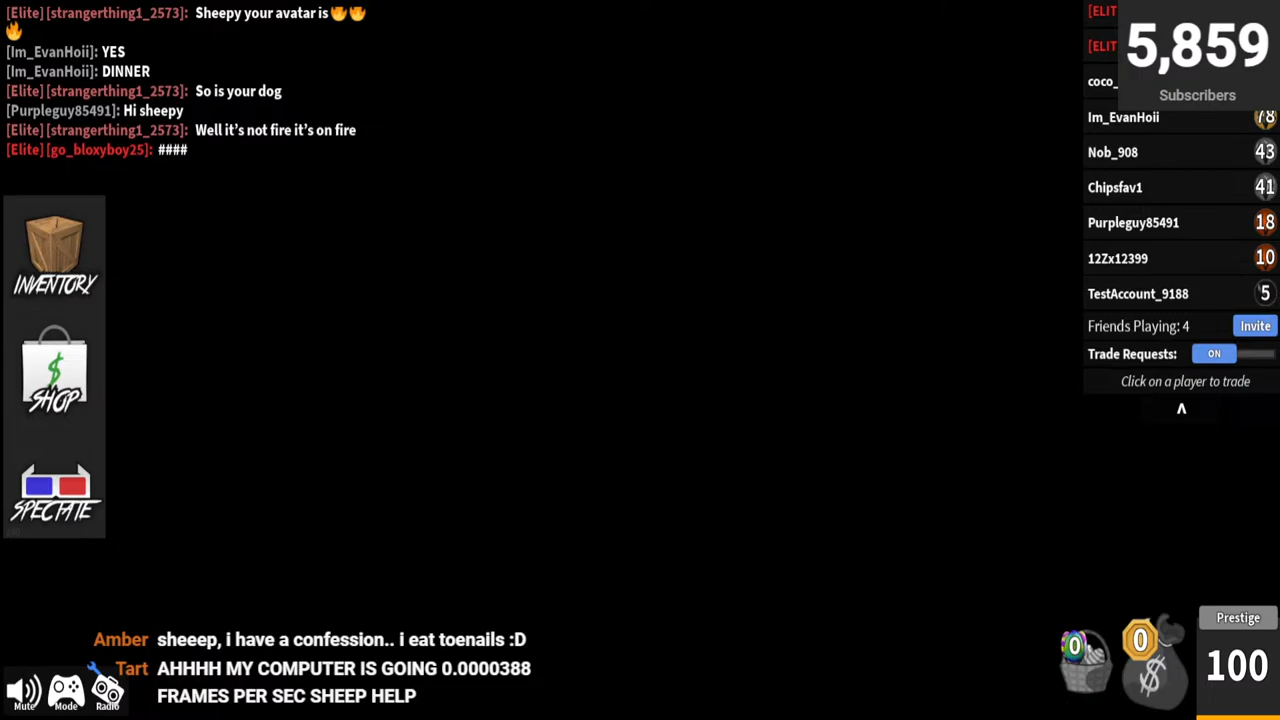 [Elite] [strangerthing1_2573]: Sheepy your avatar is🔥🔥
🔥
[Im_EvanHoii]: YES
[Im_EvanHoii]: DINNER
[Elite] [strangerthing1_2573]: So is your dog
[Purpleguy85491]: Hi sheepy
[Elite] [strangerthing1_2573]: Well it’s not fire it’s on fire
[Elite] [go_bloxyboy25]: ####
INVENTORY
$
SHOP
SPECTATE
[ELIT
[ELIT
5,859
Subscribers
coco_
Im_EvanHoii 78
Nob_908 43
Chipsfav1 41
Purpleguy85491 18
12Zx12399 10
TestAccount_9188 5
Friends Playing: 4 Invite
Trade Requests: ON
Click on a player to trade
^
Amber sheeep, i have a confession.. i eat toenails :D
Tart AHHHH MY COMPUTER IS GOING 0.0000388
FRAMES PER SEC SHEEP HELP
Mute Mode Radio
0
0
$
Prestige
100